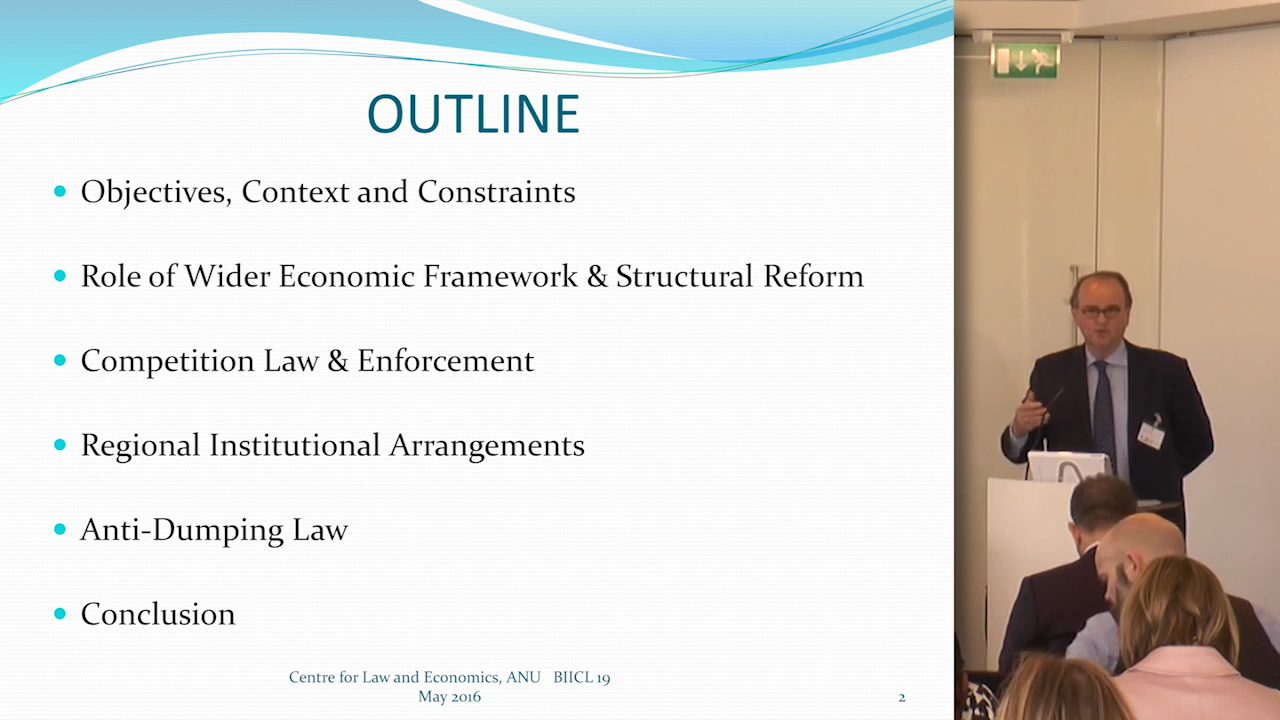 OUTLINE
Objectives, Context and Constraints
Role of Wider Economic Framework & Structural Reform
Competition Law & Enforcement
Regional Institutional Arrangements
Anti-Dumping Law
Conclusion
Centre for Law and Economics, ANU BIICL 19
May 2016
2